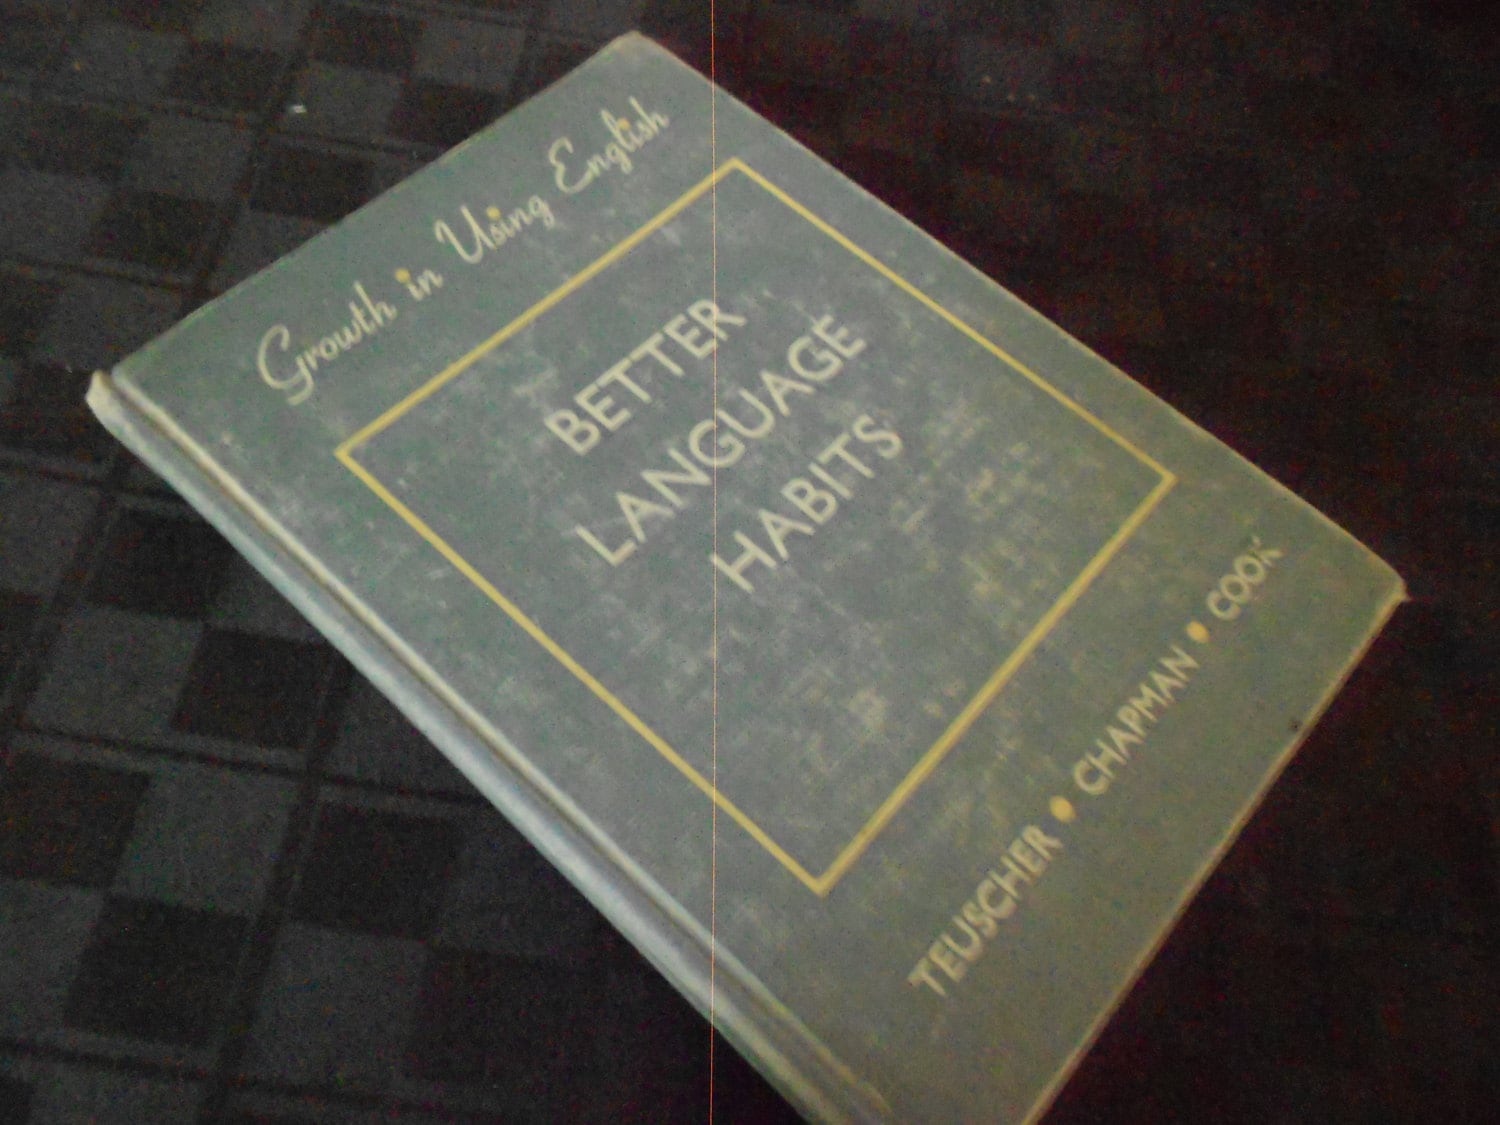 Growth in Using English
BETTER
LANGUAGE
HABITS
TEUSCHER • CHAPMAN • COOK